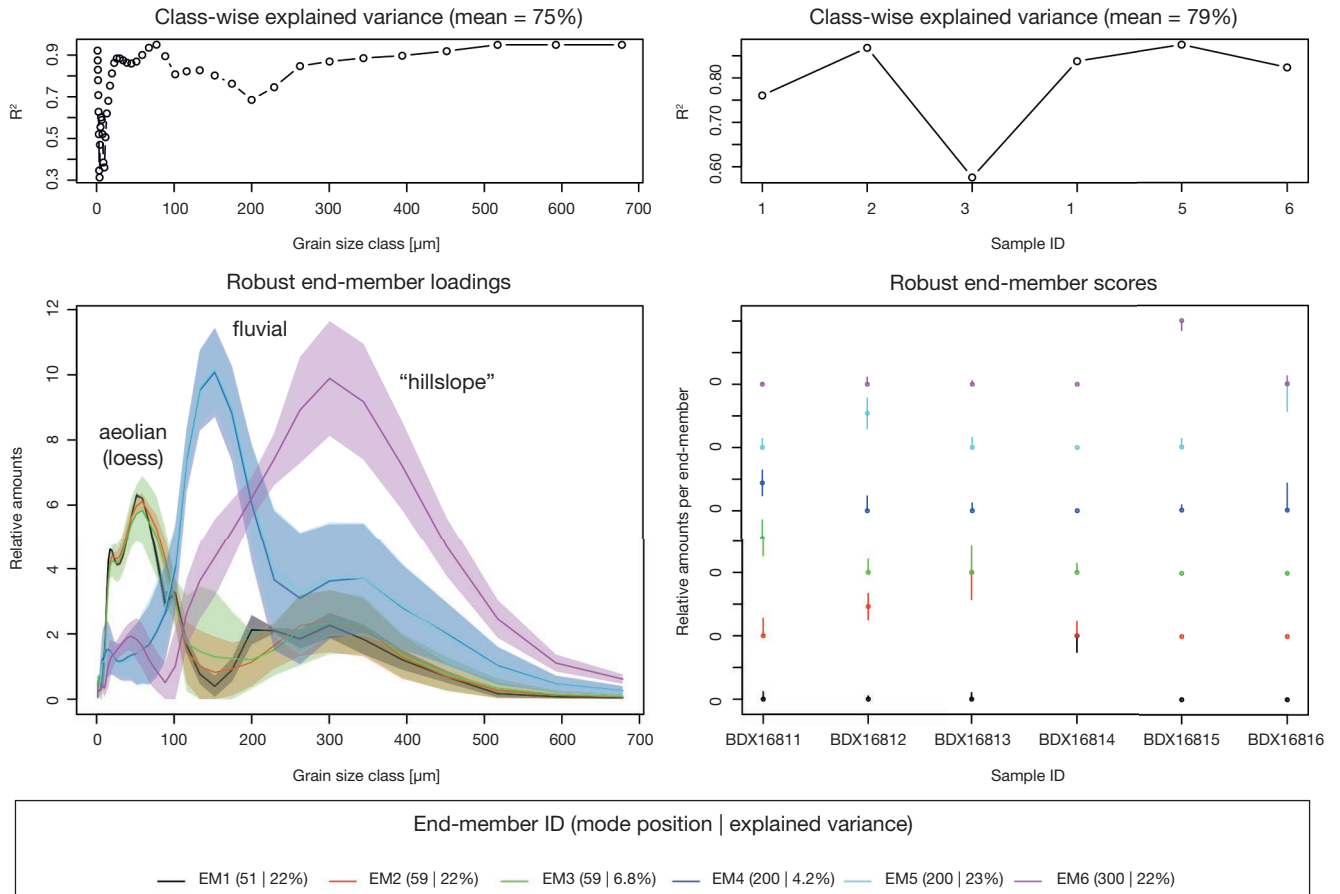 Class-wise explained variance (mean = 75%)
R²
0.3 0.5 0.7 0.9
0 100 200 300 400 500 600 700
Grain size class [µm]
Class-wise explained variance (mean = 79%)
R²
0.60 0.70 0.80
1 2 3 1 5 6
Sample ID
Robust end-member loadings
Relative amounts
0 2 4 6 8 10 12
aeolian
(loess)
fluvial
“hillslope”
0 100 200 300 400 500 600 700
Grain size class [µm]
Robust end-member scores
Relative amounts per end-member
0 0 0 0 0 0
BDX16811 BDX16812 BDX16813 BDX16814 BDX16815 BDX16816
Sample ID
End-member ID (mode position | explained variance)
EM1 (51 | 22%) EM2 (59 | 22%) EM3 (59 | 6.8%) EM4 (200 | 4.2%) EM5 (200 | 23%) EM6 (300 | 22%)